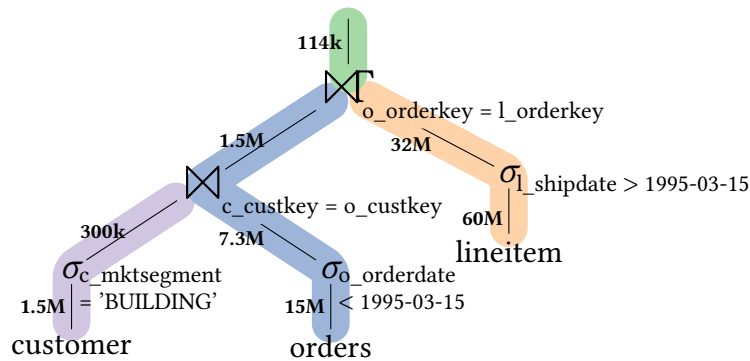 114k
⋈Γ
o_orderkey = l_orderkey
1.5M
32M
σl_shipdate > 1995-03-15
⋈
c_custkey = o_custkey
60M
300k
7.3M
lineitem
σc_mktsegment
= 'BUILDING'
σo_orderdate
< 1995-03-15
1.5M
15M
customer
orders